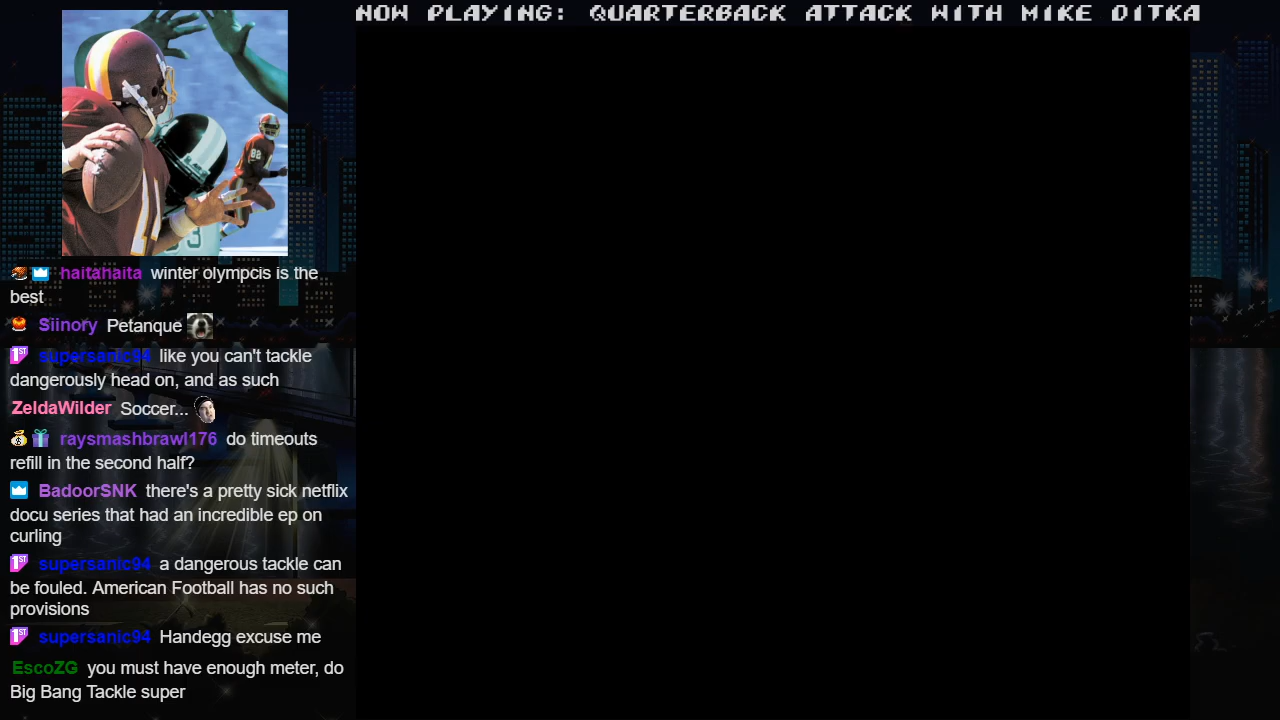 NOW PLAYING: QUARTERBACK ATTACK WITH MIKE DITKA
82
haitahaita winter olympcis is the
best
Siinory Petanque
1ST supersanic94 like you can't tackle
dangerously head on, and as such
ZeldaWilder Soccer...
raysmashbrawl176 do timeouts
refill in the second half?
BadoorSNK there's a pretty sick netflix
docu series that had an incredible ep on
curling
1ST supersanic94 a dangerous tackle can
be fouled. American Football has no such
provisions
1ST supersanic94 Handegg excuse me
EscoZG you must have enough meter, do
Big Bang Tackle super